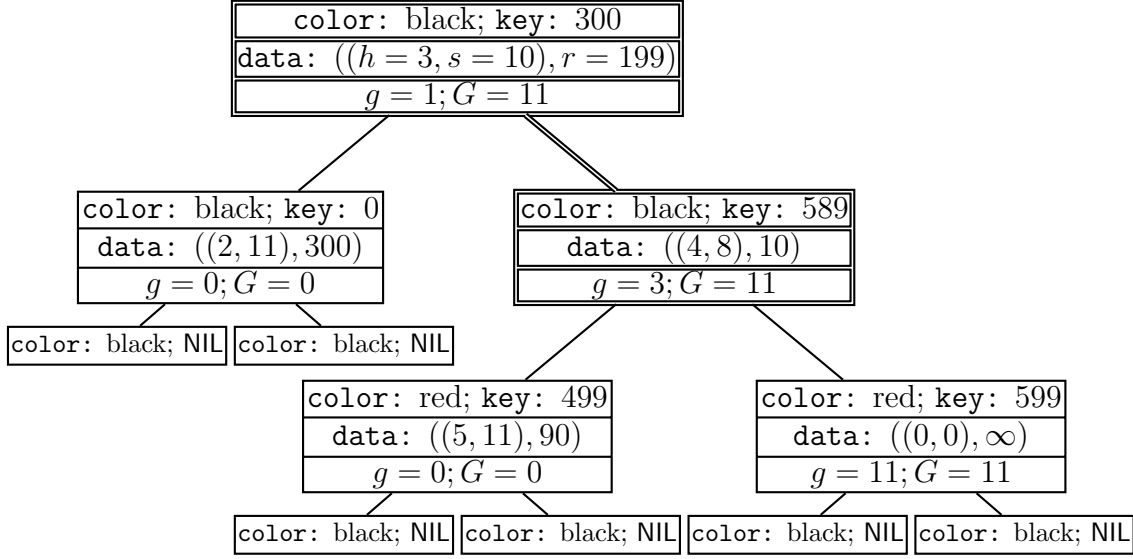 color: black; key: 300
data: ((h = 3, s = 10), r = 199)
g = 1; G = 11
color: black; key: 0
data: ((2, 11), 300)
g = 0; G = 0
color: black; key: 589
data: ((4, 8), 10)
g = 3; G = 11
color: black; NIL
color: black; NIL
color: red; key: 499
data: ((5, 11), 90)
g = 0; G = 0
color: red; key: 599
data: ((0, 0), ∞)
g = 11; G = 11
color: black; NIL
color: black; NIL
color: black; NIL
color: black; NIL